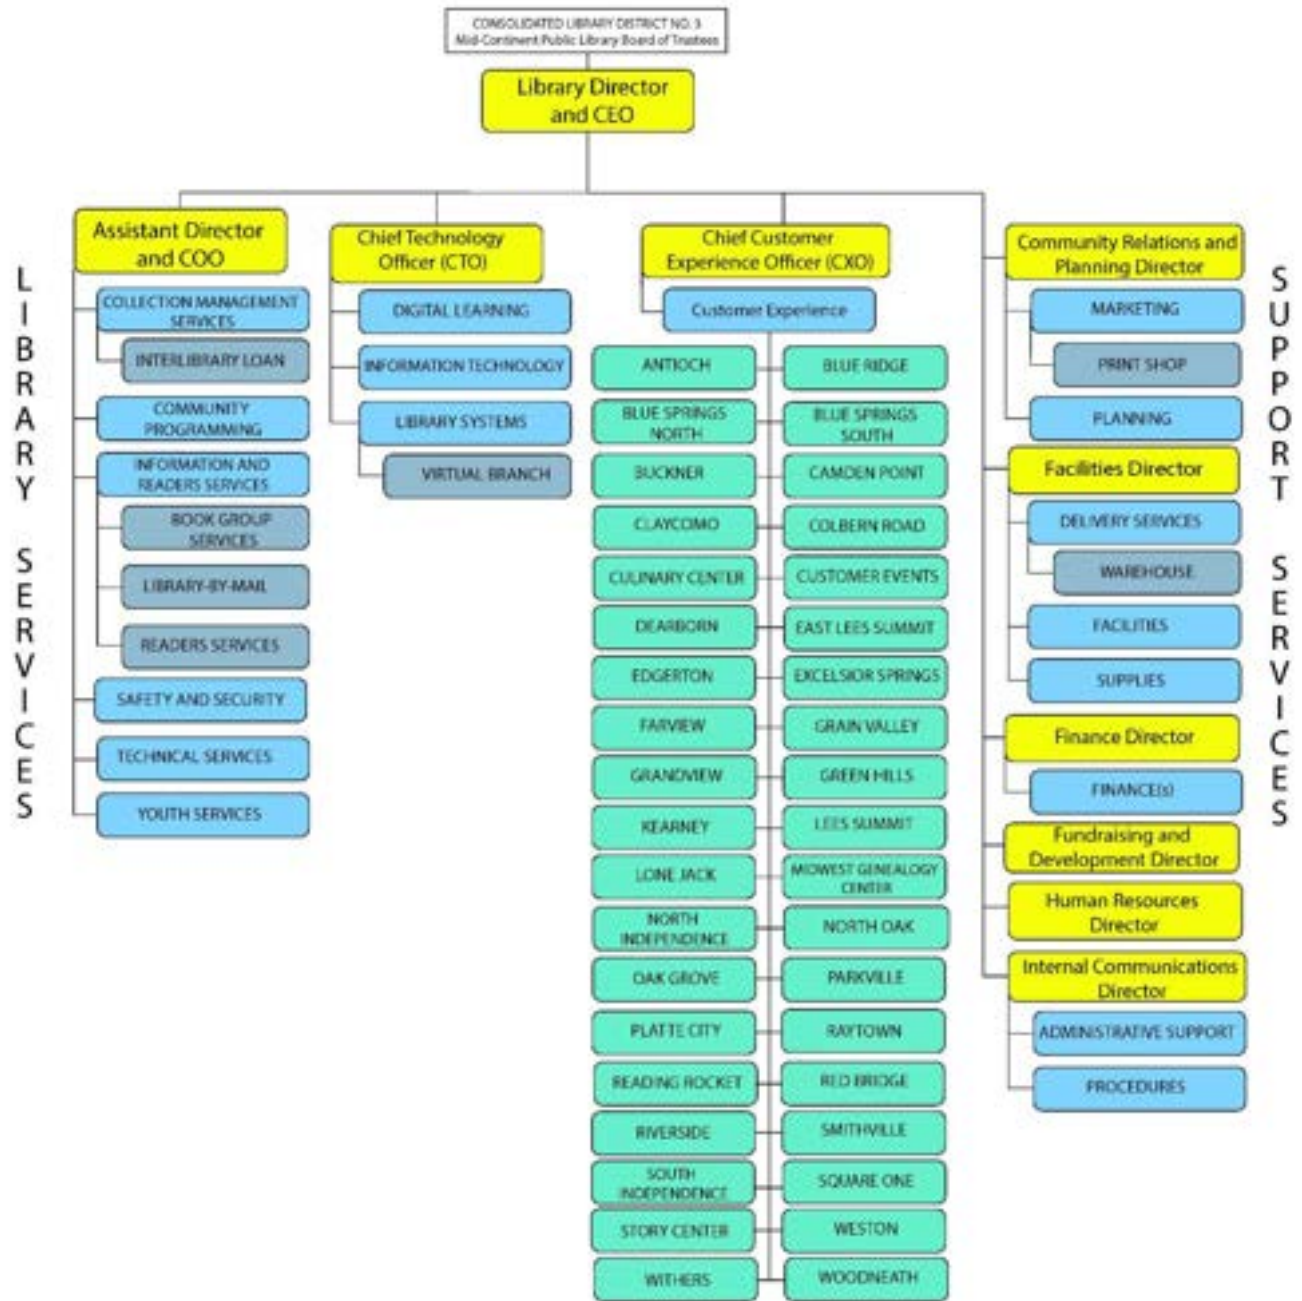 CONSOLIDATED LIBRARY DISTRICT NO. 3
Mid-Continent Public Library Board of Trustees
Library Director
and CEO
LIBRARY SERVICES
Assistant Director
and COO
COLLECTION MANAGEMENT
SERVICES
INTERLIBRARY LOAN
COMMUNITY
PROGRAMMING
INFORMATION AND
READERS SERVICES
BOOK GROUP
SERVICES
LIBRARY-BY-MAIL
READERS SERVICES
SAFETY AND SECURITY
TECHNICAL SERVICES
YOUTH SERVICES
Chief Technology
Officer (CTO)
DIGITAL LEARNING
INFORMATION TECHNOLOGY
LIBRARY SYSTEMS
VIRTUAL BRANCH
Chief Customer
Experience Officer (CXO)
Customer Experience
ANTIOCH
BLUE RIDGE
BLUE SPRINGS
NORTH
BLUE SPRINGS
SOUTH
BUCKNER
CAMDEN POINT
CLAYCOMO
COLBERN ROAD
CULINARY CENTER
CUSTOMER EVENTS
DEARBORN
EAST LEES SUMMIT
EDGERTON
EXCELSIOR SPRINGS
FARVIEW
GRAIN VALLEY
GRANDVIEW
GREEN HILLS
KEARNEY
LEES SUMMIT
LONE JACK
MIDWEST GENEALOGY
CENTER
NORTH
INDEPENDENCE
NORTH OAK
OAK GROVE
PARKVILLE
PLATTE CITY
RAYTOWN
READING ROCKET
RED BRIDGE
RIVERSIDE
SMITHVILLE
SOUTH
INDEPENDENCE
SQUARE ONE
STORY CENTER
WESTON
WITHERS
WOODNEATH
Community Relations and
Planning Director
MARKETING
PRINT SHOP
PLANNING
Facilities Director
DELIVERY SERVICES
WAREHOUSE
FACILITIES
SUPPLIES
Finance Director
FINANCE(s)
Fundraising and
Development Director
Human Resources
Director
Internal Communications
Director
ADMINISTRATIVE SUPPORT
PROCEDURES
SUPPORT SERVICES